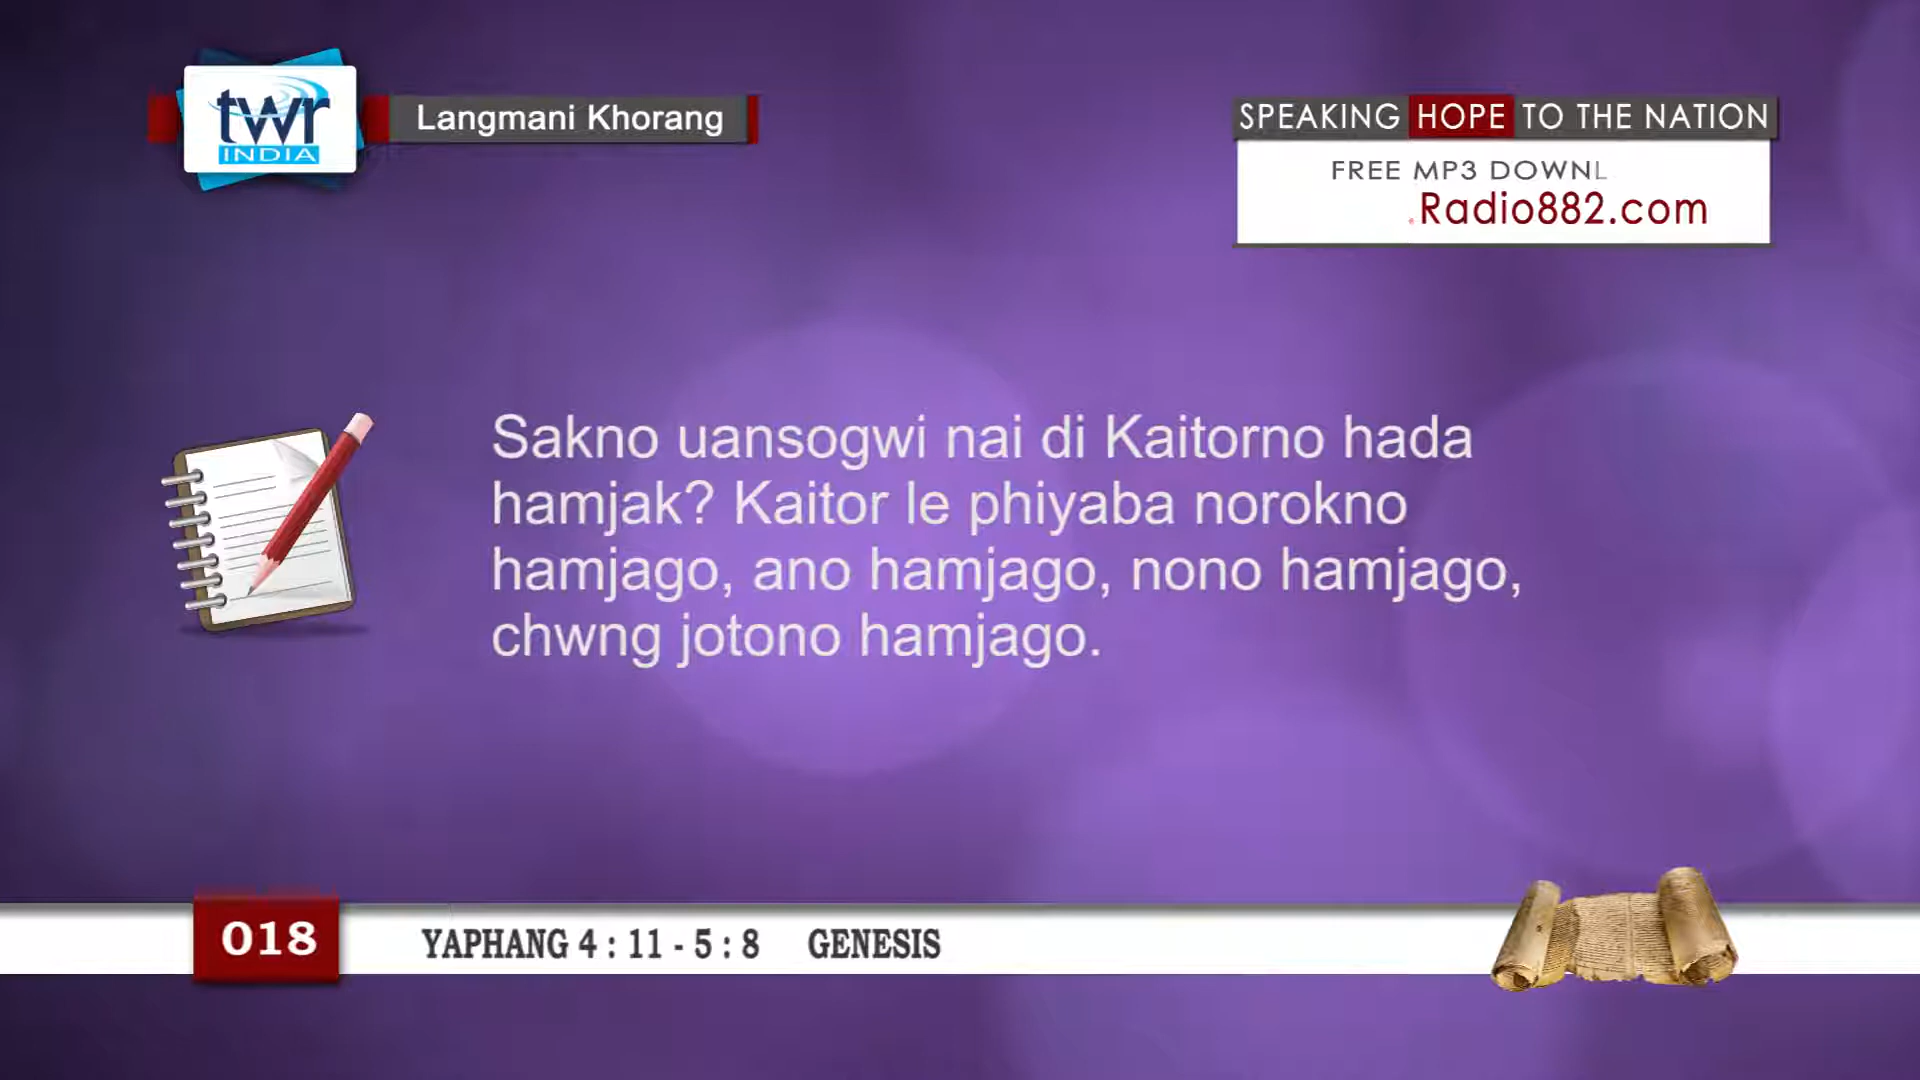 twr
INDIA
Langmani Khorang
SPEAKING HOPE TO THE NATION
FREE MP3 DOWNL
.Radio882.com
Sakno uansogwi nai di Kaitorno hada
hamjak? Kaitor le phiyaba norokno
hamjago, ano hamjago, nono hamjago,
chwng jotono hamjago.
018
YAPHANG 4 : 11 - 5 : 8 GENESIS